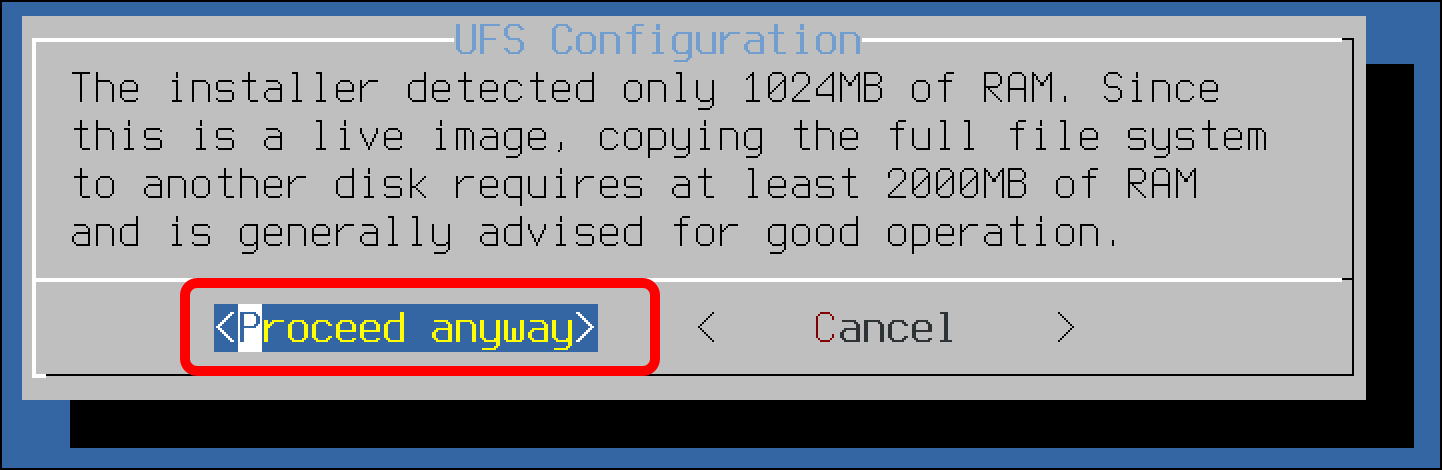 UFS Configuration
The installer detected only 1024MB of RAM. Since
this is a live image, copying the full file system
to another disk requires at least 2000MB of RAM
and is generally advised for good operation.
<Proceed anyway> < Cancel >